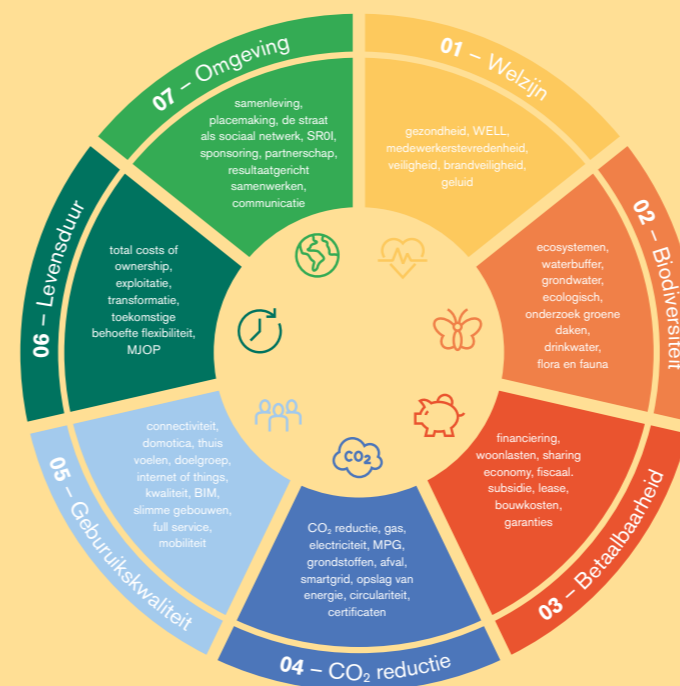 01 – Welzijn
gezondheid, WELL,
medewerkerstevredenheid,
veiligheid, brandveiligheid,
geluid
02 – Biodiversiteit
ecosystemen,
waterbuffer,
grondwater,
ecologisch,
onderzoek groene
daken,
drinkwater,
flora en fauna
03 – Betaalbaarheid
financiering,
woonlasten, sharing
economy, fiscaal.
subsidie, lease,
bouwkosten,
garanties
04 – CO₂ reductie
CO₂ reductie, gas,
electriciteit, MPG,
grondstoffen, afval,
smartgrid, opslag van
energie, circulariteit,
certificaten
05 – Geburuikskwaliteit
connectiviteit,
domotica, thuis
voelen, doelgroep,
internet of things,
kwaliteit, BIM,
slimme gebouwen,
full service,
mobiliteit
06 – Levensduur
total costs of
ownership,
exploitatie,
transformatie,
toekomstige
behoefte flexibiliteit,
MJOP
07 – Omgeving
samenleving,
placemaking, de straat
als sociaal netwerk, SR0I,
sponsoring, partnerschap,
resultaatgericht
samenwerken,
communicatie
CO₂